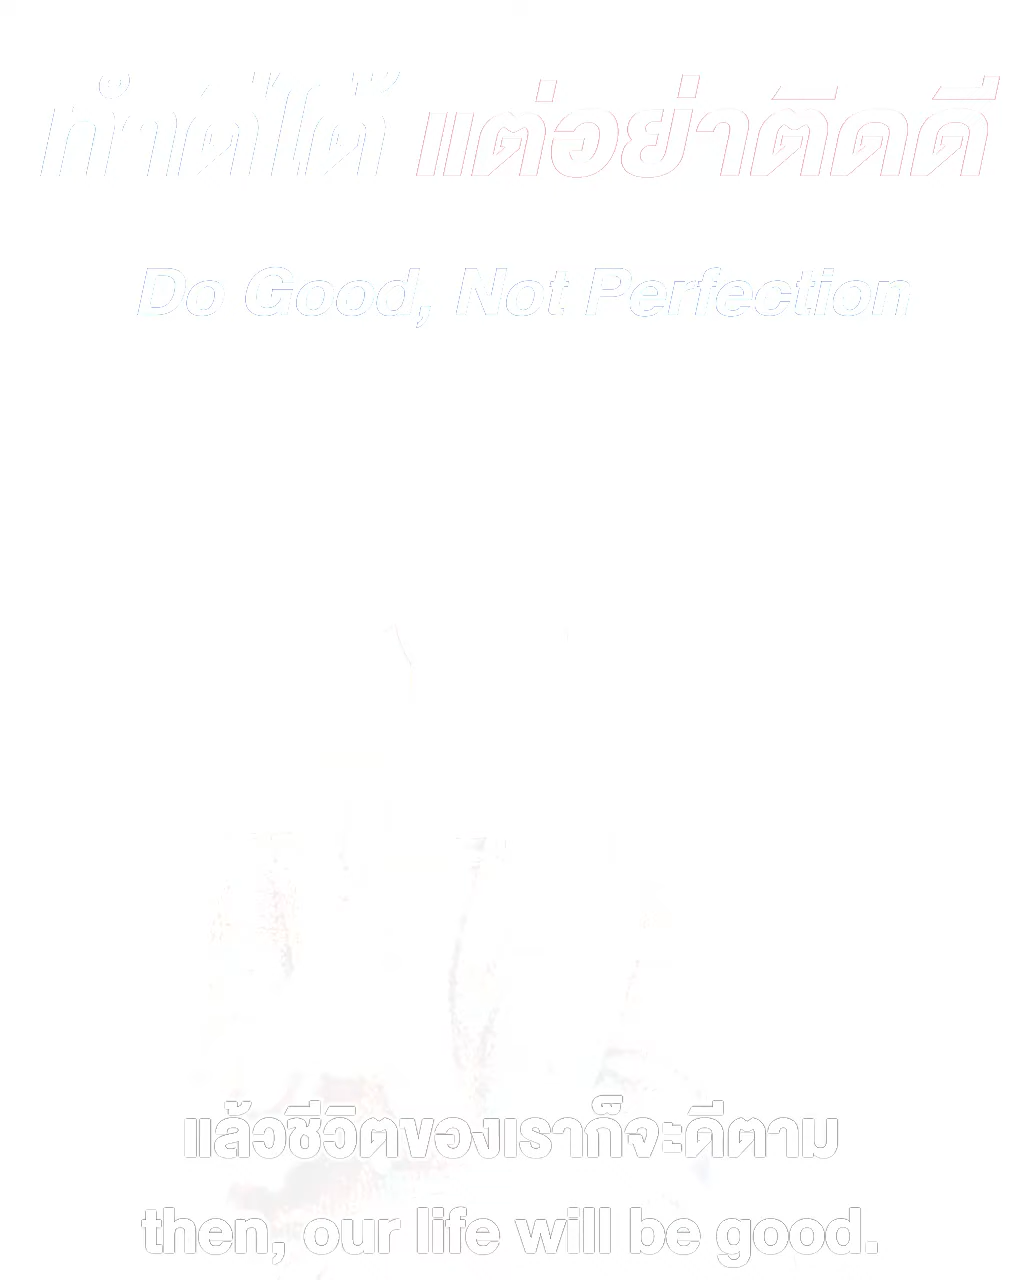 ทำดีได้ แต่อย่าติดดี
Do Good, Not Perfection
แล้วชีวิตของเราก็จะดีตาม
then, our life will be good.